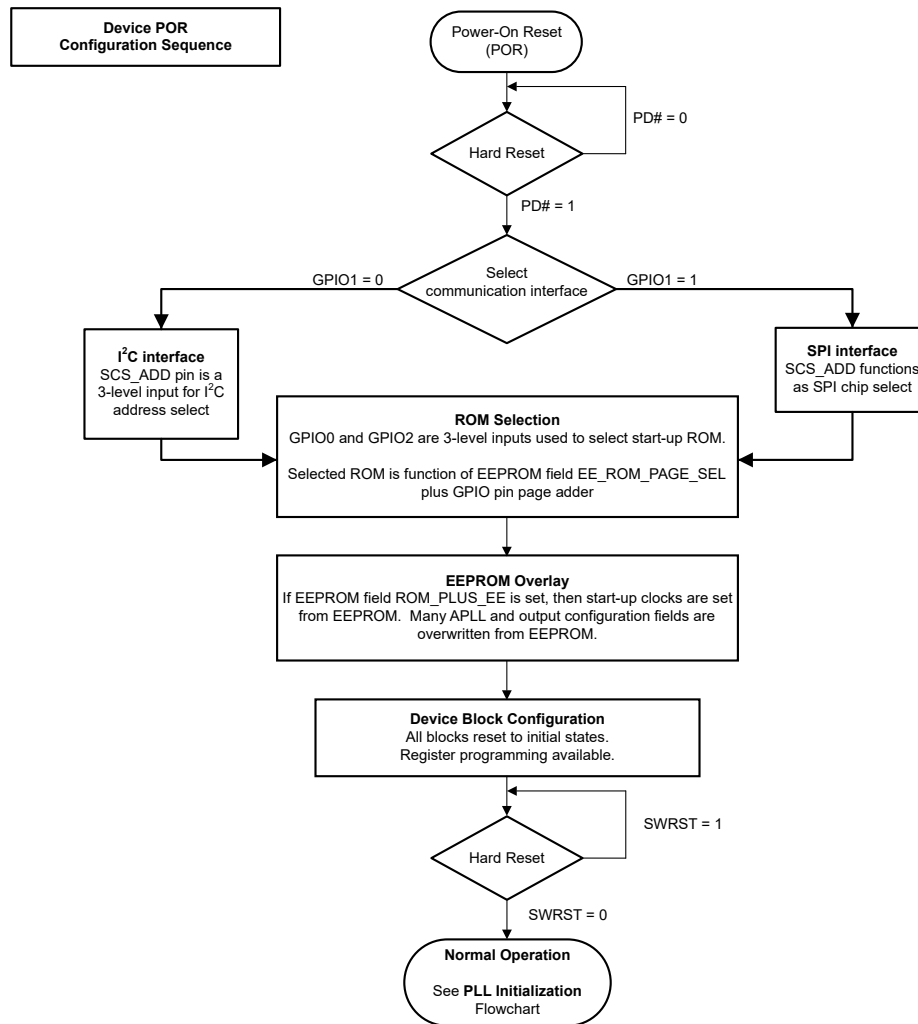 Device POR
Configuration Sequence
Power-On Reset
(POR)
PD# = 0
Hard Reset
PD# = 1
Select
communication interface
GPIO1 = 0
GPIO1 = 1
I²C interface
SCS_ADD pin is a
3-level input for I²C
address select
SPI interface
SCS_ADD functions
as SPI chip select
ROM Selection
GPIO0 and GPIO2 are 3-level inputs used to select start-up ROM.
Selected ROM is function of EEPROM field EE_ROM_PAGE_SEL
plus GPIO pin page adder
EEPROM Overlay
If EEPROM field ROM_PLUS_EE is set, then start-up clocks are set
from EEPROM. Many APLL and output configuration fields are
overwritten from EEPROM.
Device Block Configuration
All blocks reset to initial states.
Register programming available.
SWRST = 1
Hard Reset
SWRST = 0
Normal Operation
See PLL Initialization
Flowchart